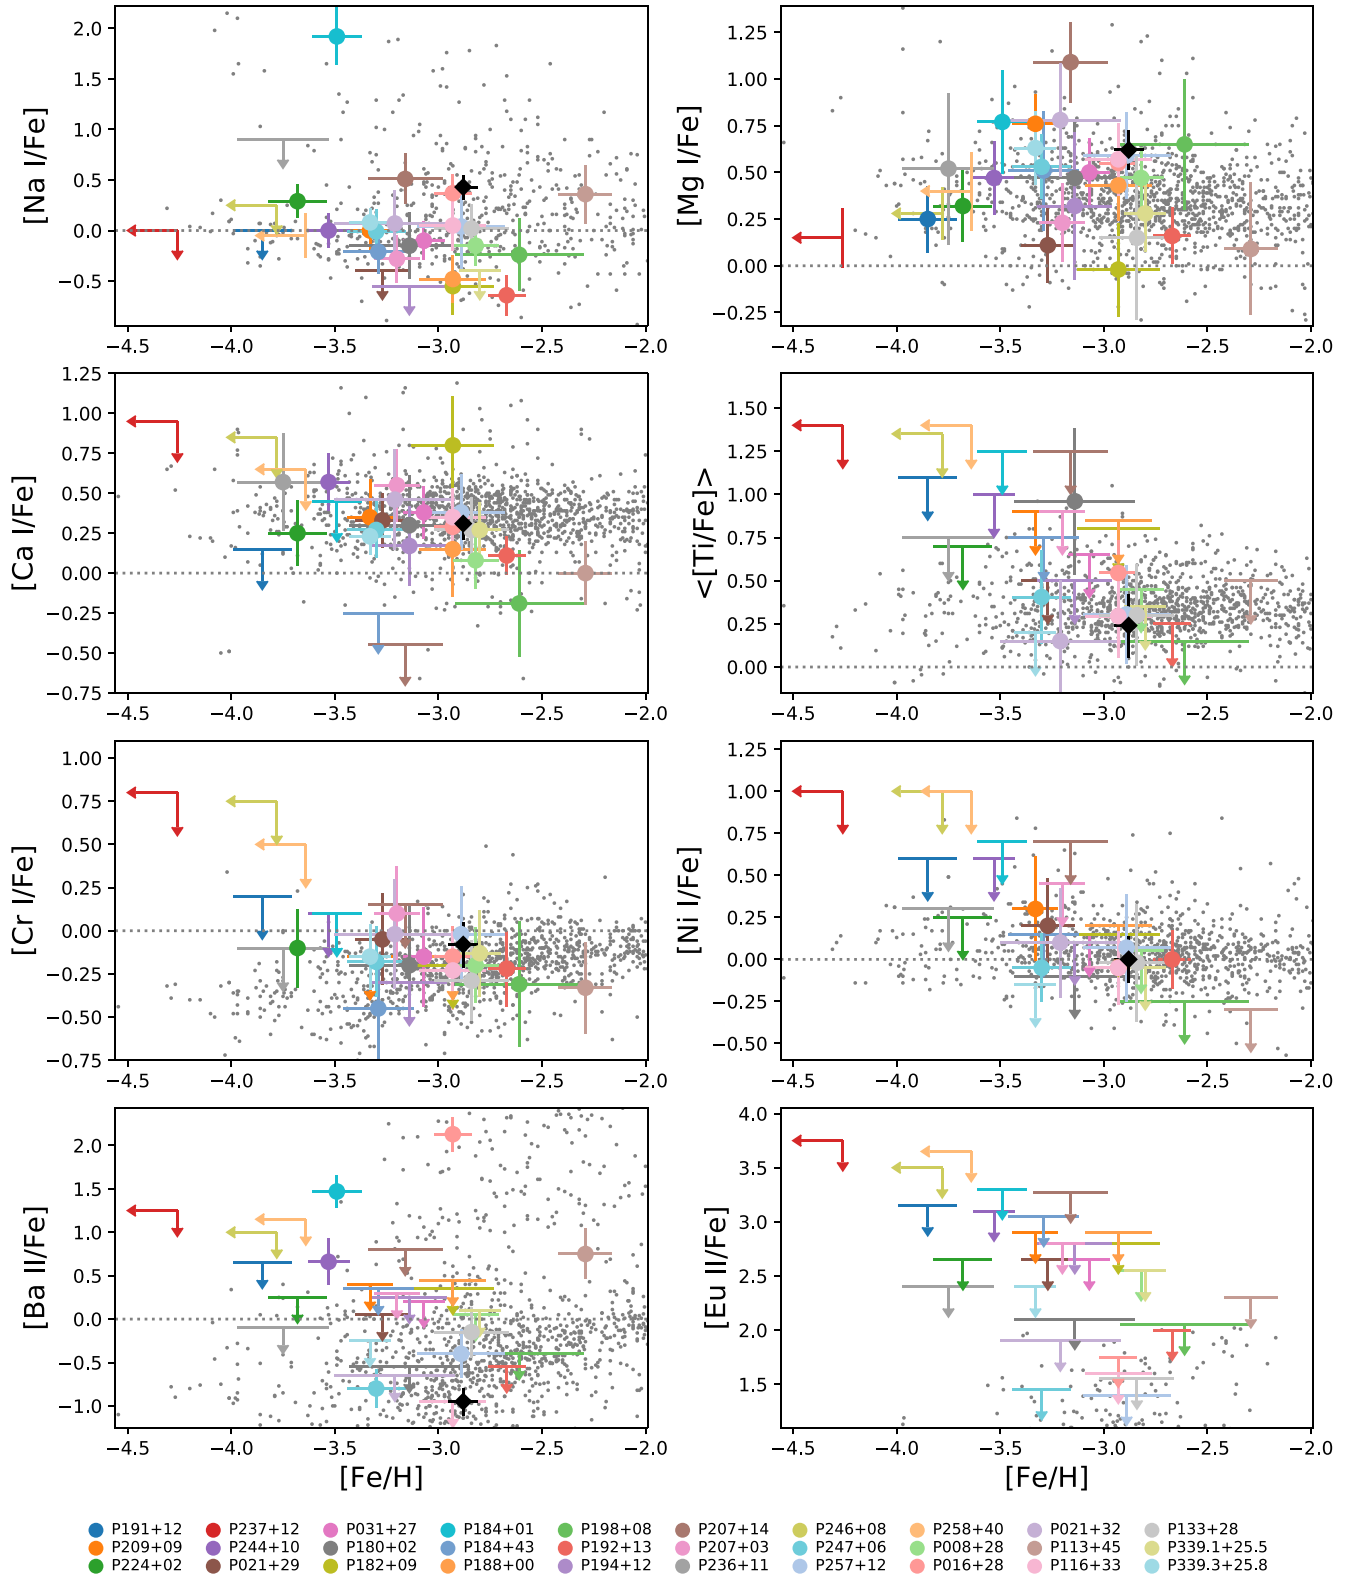 [Na I/Fe]
2.0
1.5
1.0
0.5
0.0
−0.5
−4.5 −4.0 −3.5 −3.0 −2.5 −2.0
[Mg I/Fe]
1.25
1.00
0.75
0.50
0.25
0.00
−0.25
−4.5 −4.0 −3.5 −3.0 −2.5 −2.0
[Ca I/Fe]
1.25
1.00
0.75
0.50
0.25
0.00
−0.25
−0.50
−0.75
−4.5 −4.0 −3.5 −3.0 −2.5 −2.0
<[Ti/Fe]>
1.50
1.25
1.00
0.75
0.50
0.25
0.00
−4.5 −4.0 −3.5 −3.0 −2.5 −2.0
[Cr I/Fe]
1.00
0.75
0.50
0.25
0.00
−0.25
−0.50
−0.75
−4.5 −4.0 −3.5 −3.0 −2.5 −2.0
[Ni I/Fe]
1.25
1.00
0.75
0.50
0.25
0.00
−0.25
−0.50
−4.5 −4.0 −3.5 −3.0 −2.5 −2.0
[Ba II/Fe]
2.0
1.5
1.0
0.5
0.0
−0.5
−1.0
−4.5 −4.0 −3.5 −3.0 −2.5 −2.0
[Fe/H]
[Eu II/Fe]
4.0
3.5
3.0
2.5
2.0
1.5
−4.5 −4.0 −3.5 −3.0 −2.5 −2.0
[Fe/H]
P191+12 P237+12 P031+27 P184+01 P198+08 P207+14 P246+08 P258+40 P021+32 P133+28
P209+09 P244+10 P180+02 P184+43 P192+13 P207+03 P247+06 P008+28 P113+45 P339.1+25.5
P224+02 P021+29 P182+09 P188+00 P194+12 P236+11 P257+12 P016+28 P116+33 P339.3+25.8